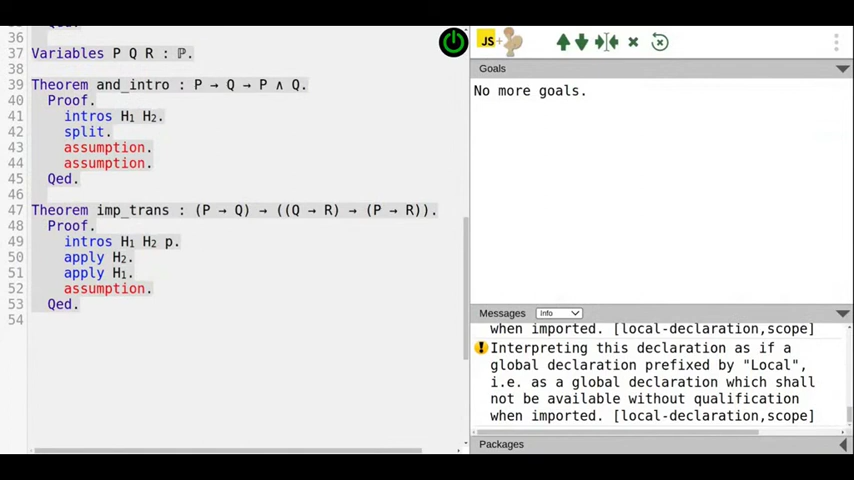 36
37 Variables P Q R : ℙ.
38
39 Theorem and_intro : P → Q → P ∧ Q.
40 Proof.
41 intros H₁ H₂.
42 split.
43 assumption.
44 assumption.
45 Qed.
46
47 Theorem imp_trans : (P → Q) → ((Q → R) → (P → R)).
48 Proof.
49 intros H₁ H₂ p.
50 apply H₂.
51 apply H₁.
52 assumption.
53 Qed.
54
JS+
Goals
No more goals.
Messages Info
when imported. [local-declaration,scope]
Interpreting this declaration as if a
global declaration prefixed by "Local",
i.e. as a global declaration which shall
not be available without qualification
when imported. [local-declaration,scope]
Packages